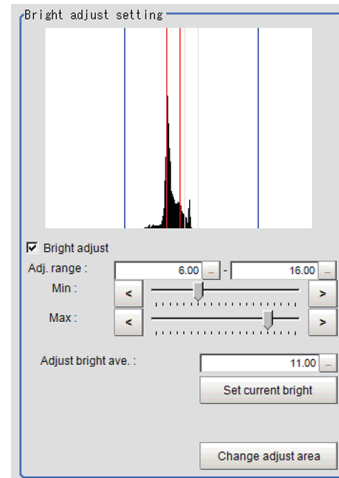 Bright adjust setting
Bright adjust
Adj. range : 6.00 ... - 16.00 ...
Min : < >
Max : < >
Adjust bright ave. : 11.00 ...
Set current bright
Change adjust area